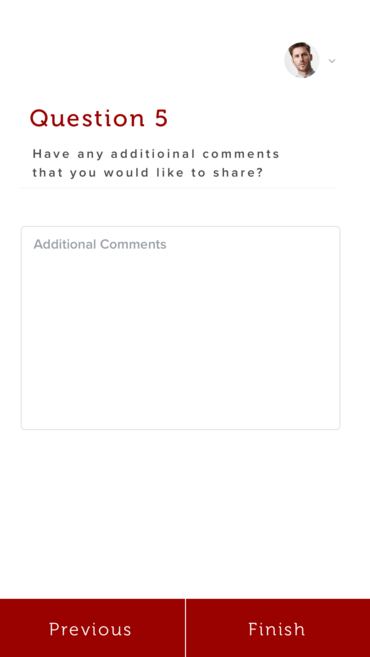 Question 5
Have any additioinal comments
that you would like to share?
Additional Comments
Previous
Finish